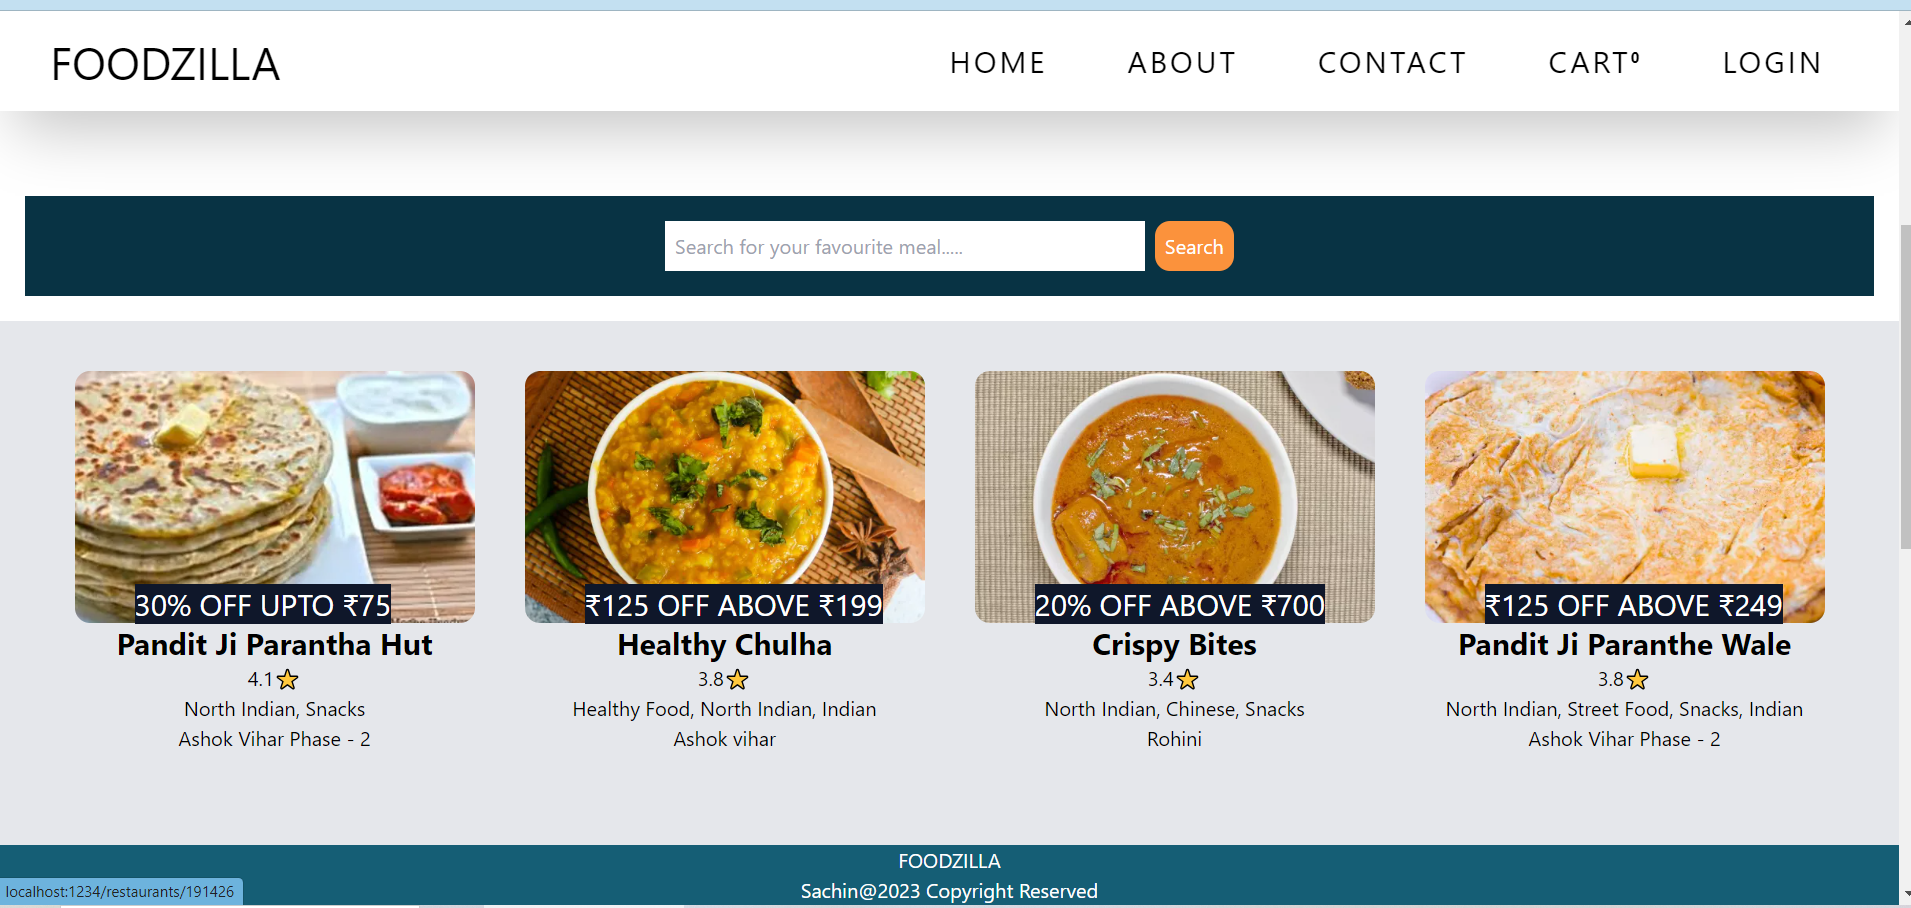 FOODZILLA
HOME ABOUT CONTACT CART⁰ LOGIN
Search for your favourite meal.....
Search
30% OFF UPTO ₹75
Pandit Ji Parantha Hut
4.1
North Indian, Snacks
Ashok Vihar Phase - 2
₹125 OFF ABOVE ₹199
Healthy Chulha
3.8
Healthy Food, North Indian, Indian
Ashok vihar
20% OFF ABOVE ₹700
Crispy Bites
3.4
North Indian, Chinese, Snacks
Rohini
₹125 OFF ABOVE ₹249
Pandit Ji Paranthe Wale
3.8
North Indian, Street Food, Snacks, Indian
Ashok Vihar Phase - 2
FOODZILLA
Sachin@2023 Copyright Reserved
localhost:1234/restaurants/191426